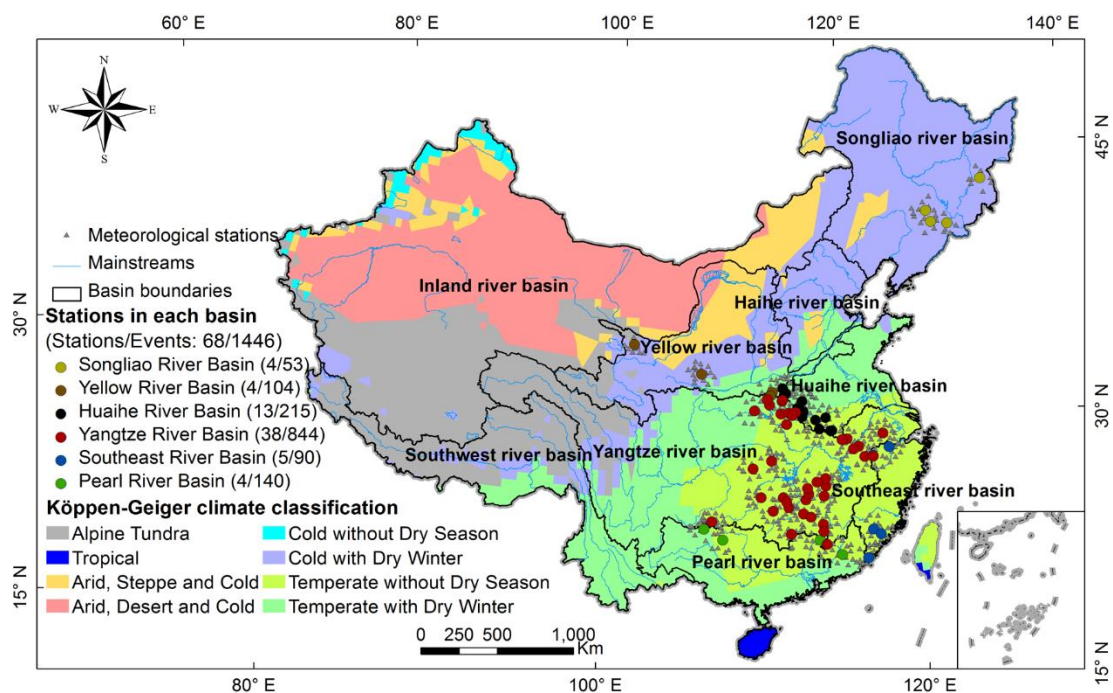 60° E
80° E
100° E
120° E
140° E
N
W
E
S
45° N
30° N
15° N
30° N
15° N
Songliao river basin
Inland river basin
Haihe river basin
Yellow river basin
Huaihe river basin
Southwest river basin
Yangtze river basin
Southeast river basin
Pearl river basin
Meteorological stations
Mainstreams
Basin boundaries
Stations in each basin
(Stations/Events: 68/1446)
Songliao River Basin (4/53)
Yellow River Basin (4/104)
Huaihe River Basin (13/215)
Yangtze River Basin (38/844)
Southeast River Basin (5/90)
Pearl River Basin (4/140)
Köppen-Geiger climate classification
Alpine Tundra
Tropical
Arid, Steppe and Cold
Arid, Desert and Cold
Cold without Dry Season
Cold with Dry Winter
Temperate without Dry Season
Temperate with Dry Winter
0 250 500 1,000
Km
80° E
100° E
120° E